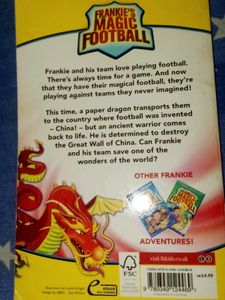 FRANKIE'S
MAGIC
FOOTBALL
Frankie and his team love playing football.
There's always time for a game. And now
that they have their magical football, they're
playing against teams they never imagined!
This time, a paper dragon transports them
to the country where football was invented
– China! – but an ancient warrior comes
back to life. He is determined to destroy
the Great Wall of China. Can Frankie
and his team save one of the
wonders of the world?
OTHER FRANKIE
ADVENTURES!
visit lbkids.co.uk
UK £4.99
FSC
e